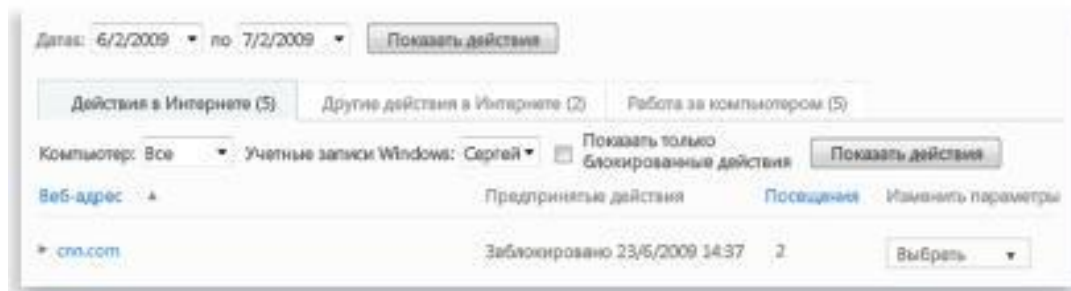 Датаs: 6/2/2009 по 7/2/2009 Показать действия
Действия в Интернете (5) Другие действия в Интернете (2) Работа за компьютером (5)
Компьютер: Все Учетные записи Windows: Сергей Показать только блокированные действия Показать действия
Веб-адрес Предпринятые действия Посещения Изменить параметры
cnn.com Заблокировано 23/6/2009 14:37 2 Выбрать